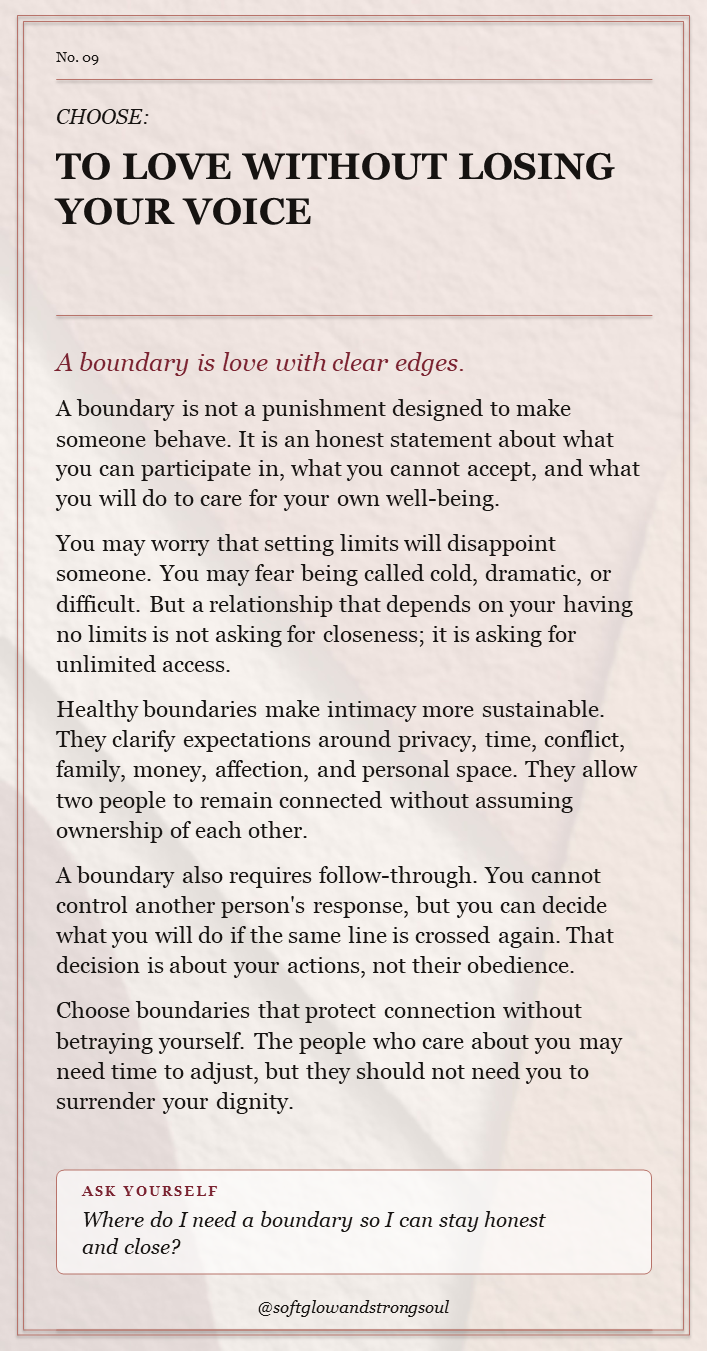 No. 09
CHOOSE:
TO LOVE WITHOUT LOSING
YOUR VOICE
A boundary is love with clear edges.
A boundary is not a punishment designed to make
someone behave. It is an honest statement about what
you can participate in, what you cannot accept, and what
you will do to care for your own well-being.
You may worry that setting limits will disappoint
someone. You may fear being called cold, dramatic, or
difficult. But a relationship that depends on your having
no limits is not asking for closeness; it is asking for
unlimited access.
Healthy boundaries make intimacy more sustainable.
They clarify expectations around privacy, time, conflict,
family, money, affection, and personal space. They allow
two people to remain connected without assuming
ownership of each other.
A boundary also requires follow-through. You cannot
control another person's response, but you can decide
what you will do if the same line is crossed again. That
decision is about your actions, not their obedience.
Choose boundaries that protect connection without
betraying yourself. The people who care about you may
need time to adjust, but they should not need you to
surrender your dignity.
ASK YOURSELF
Where do I need a boundary so I can stay honest
and close?
@softglowandstrongsoul